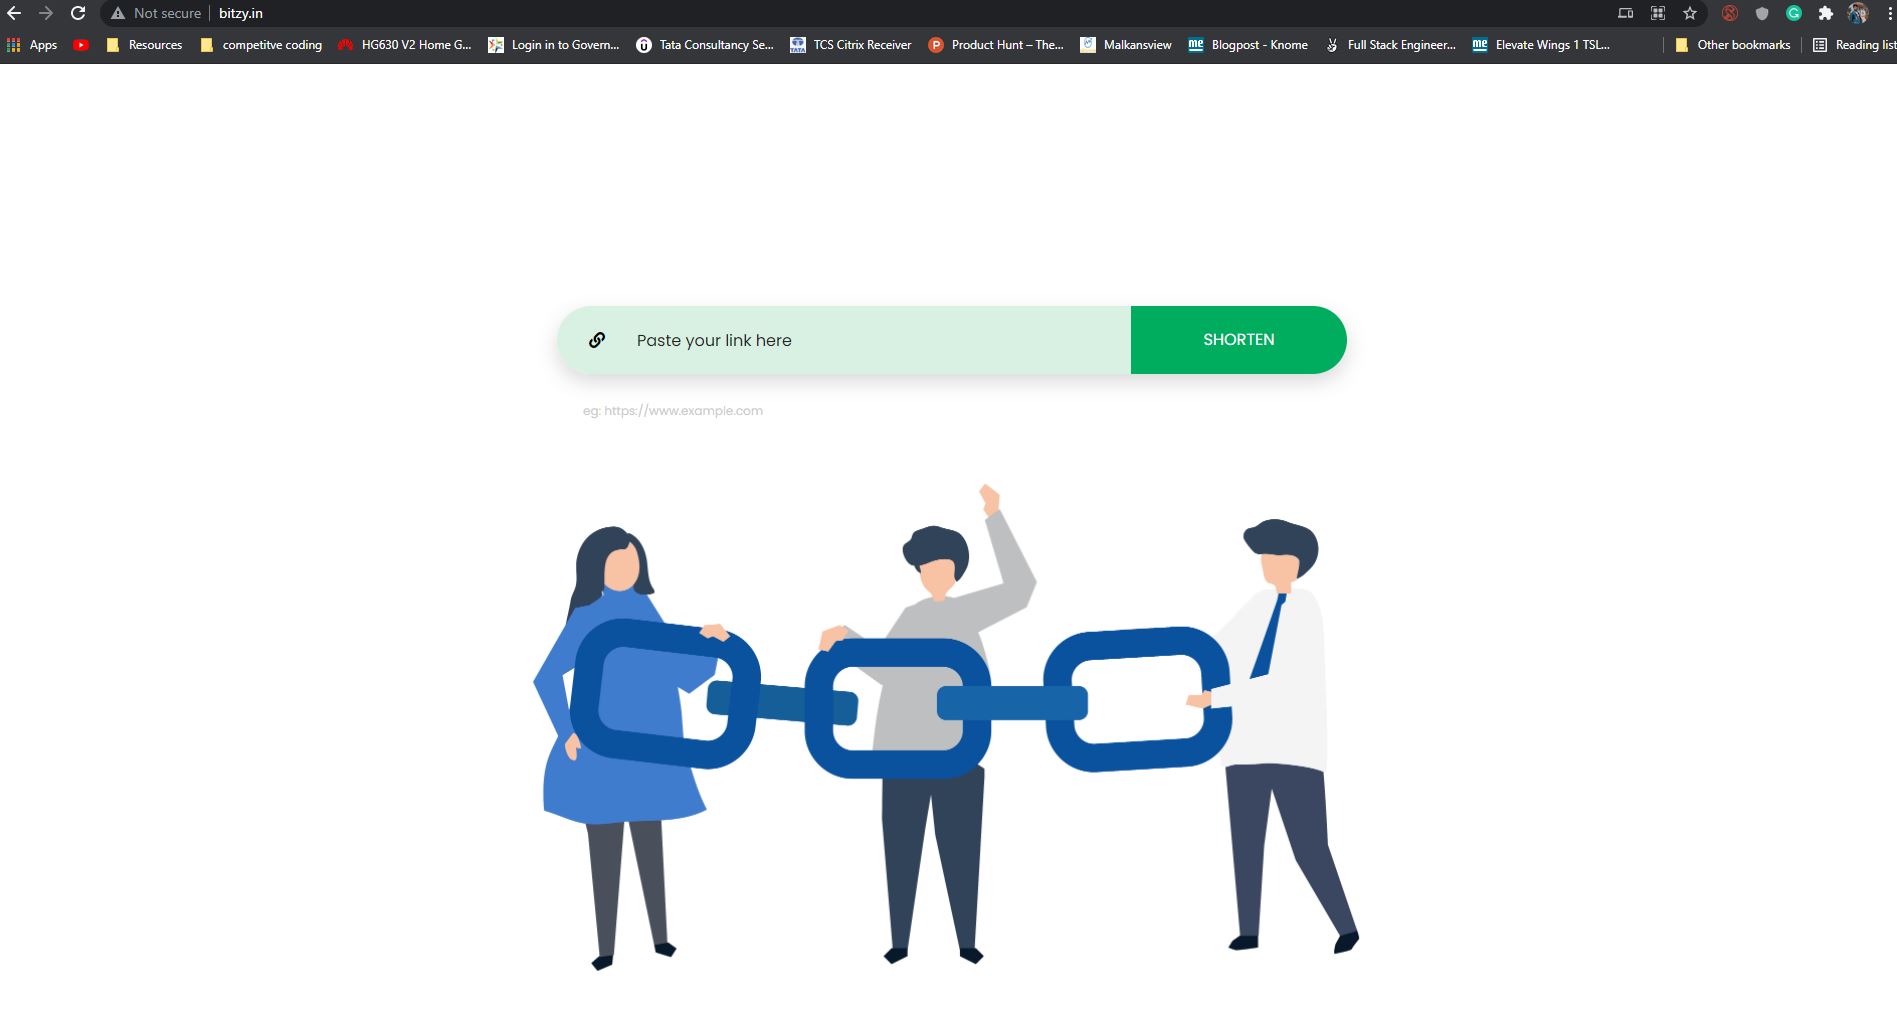 Not secure bitzy.in
Apps Resources competitve coding HG630 V2 Home G... Login in to Govern... Tata Consultancy Se... TCS Citrix Receiver Product Hunt – The... Malkansview me Blogpost - Knome Full Stack Engineer... me Elevate Wings 1 TSL... Other bookmarks Reading list
Paste your link here SHORTEN
eg: https://www.example.com